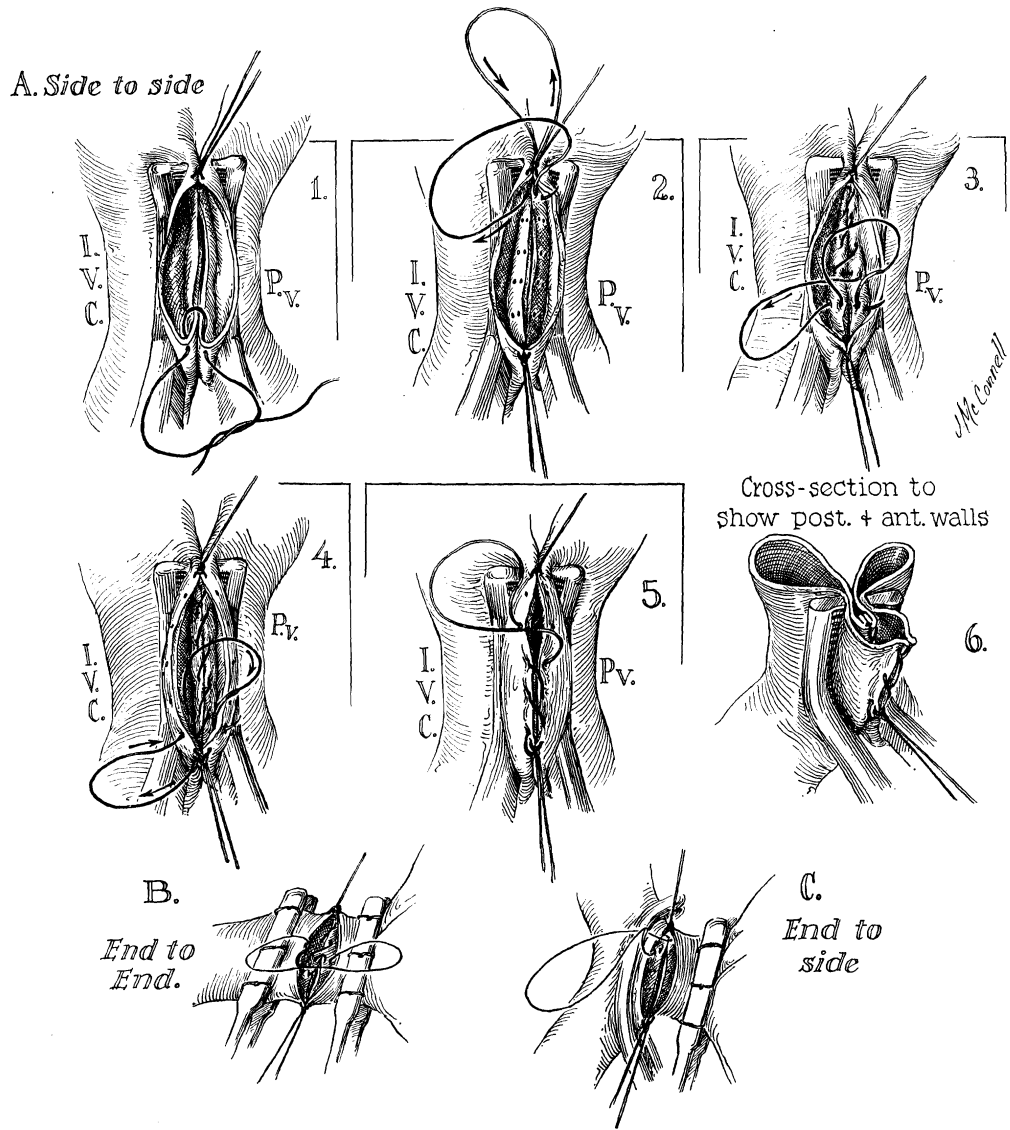 A. Side to side
1.
I.
V.
C.
P.V.
2.
I.
V.
C.
P.
V.
3.
I.
V.
C.
P.V.
J McConnell
4.
I.
V.
C.
P.V.
5.
I.
V.
C.
PV.
Cross-section to
show post. + ant. walls
6.
B.
End to
End.
C.
End to
side